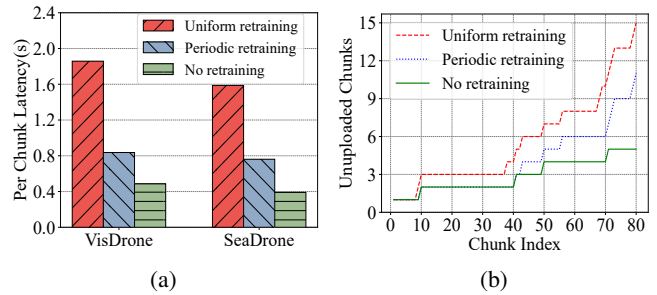 Per Chunk Latency(s)
2.4
2.0
1.6
1.2
0.8
0.4
0.0
Uniform retraining
Periodic retraining
No retraining
VisDrone
SeaDrone
(a)
Unuploaded Chunks
15
12
9
6
3
0
Uniform retraining
Periodic retraining
No retraining
0 10 20 30 40 50 60 70 80
Chunk Index
(b)